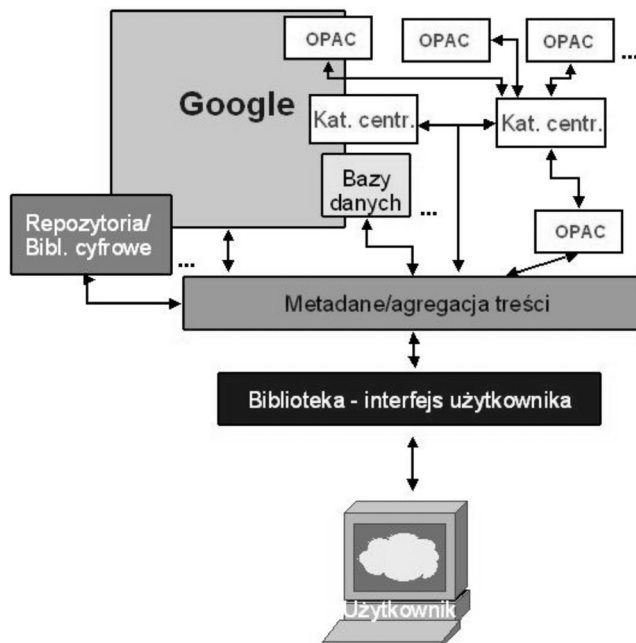 OPAC
OPAC
OPAC
...
Google
Kat. centr.
Kat. centr.
Bazy
danych
...
Repozytoria/
Bibl. cyfrowe
...
OPAC
Metadane/agregacja treści
Biblioteka - interfejs użytkownika
Użytkownik